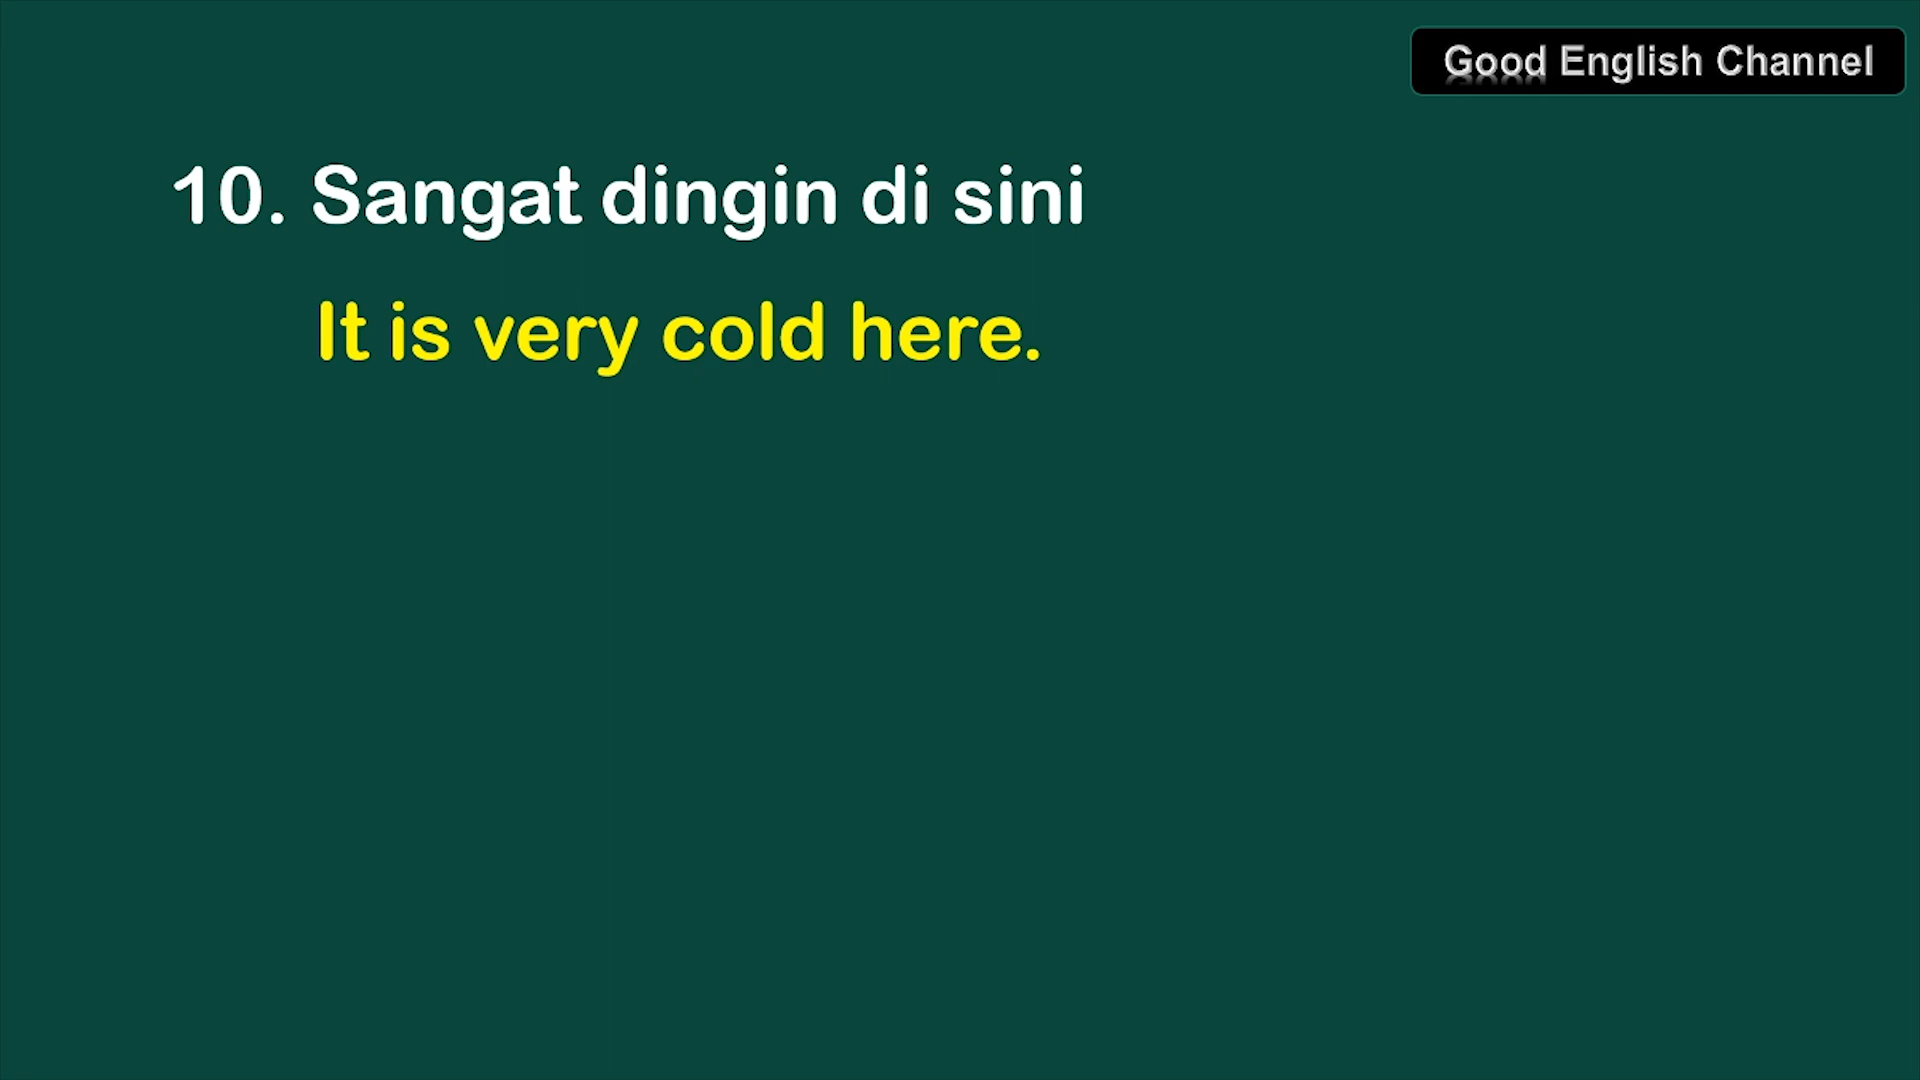 Good English Channel
10. Sangat dingin di sini
It is very cold here.